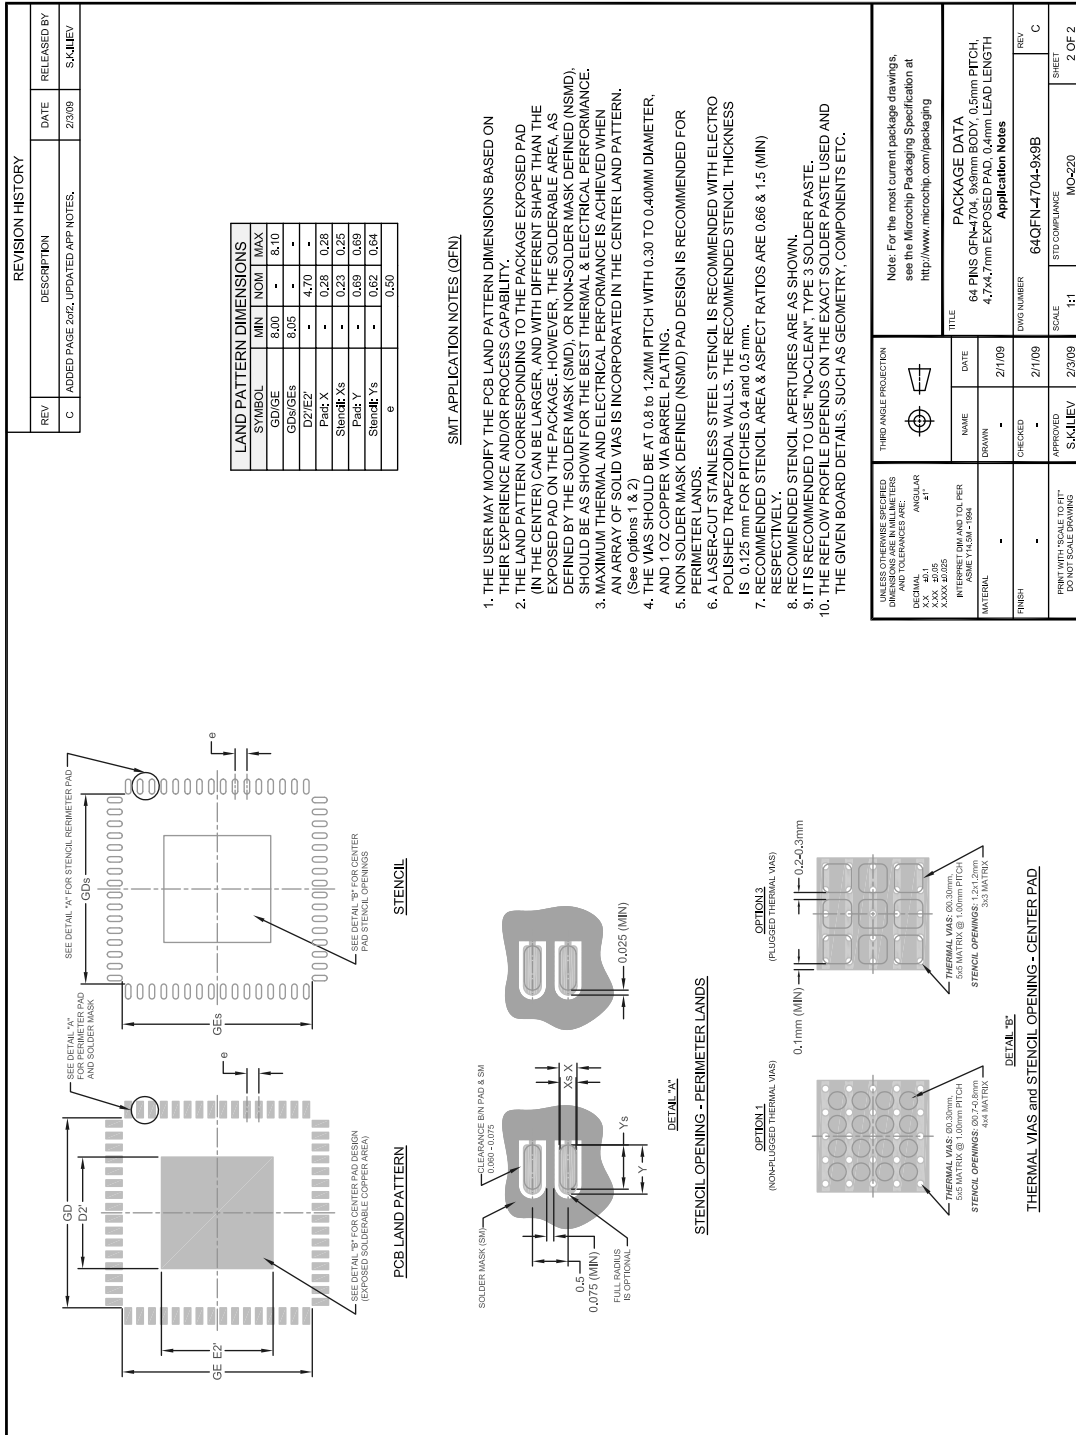 REVISION HISTORY
REV DESCRIPTION DATE RELEASED BY
C ADDED PAGE 2of2. UPDATED APP NOTES. 2/3/09 S.K.ILIEV
SEE DETAIL "A"
FOR PERIMETER PAD
AND SOLDER MASK
GD
D2'
e
GE E2'
SEE DETAIL "B" FOR CENTER PAD DESIGN
(EXPOSED SOLDERABLE COPPER AREA)
PCB LAND PATTERN
SEE DETAIL "A" FOR STENCIL RERIMETER PAD
GDs
e
GEs
SEE DETAIL "B" FOR CENTER
PAD STENCIL OPENINGS
STENCIL
LAND PATTERN DIMENSIONS
SYMBOL MIN NOM MAX
GD/GE 8.00 - 8.10
GDs/GEs 8.05 - -
D2'/E2' - 4.70 -
Pad: X - 0.28 0.28
Stencil: Xs - 0.23 0.25
Pad: Y - 0.69 0.69
Stencil: Ys - 0.62 0.64
e 0.50
SOLDER MASK (SM)
CLEARANCE B/N PAD & SM
0.060 - 0.075
0.5
0.075 (MIN)
FULL RADIUS
IS OPTIONAL
Xs X
Ys
Y
0.025 (MIN)
DETAIL "A"
STENCIL OPENING - PERIMETER LANDS
OPTION 1
(NON-PLUGGED THERMAL VIAS)
THERMAL VIAS: Ø0.30mm,
5x5 MATRIX @ 1.00mm PITCH
STENCIL OPENINGS: Ø0.7-0.8mm
4x4 MATRIX
OPTION 3
(PLUGGED THERMAL VIAS)
0.1mm (MIN)
0.2-0.3mm
THERMAL VIAS: Ø0.30mm,
5x5 MATRIX @ 1.00mm PITCH
STENCIL OPENINGS: 1.2x1.2mm
3x3 MATRIX
DETAIL "B"
THERMAL VIAS and STENCIL OPENING - CENTER PAD
SMT APPLICATION NOTES (QFN)
1. THE USER MAY MODIFY THE PCB LAND PATTERN DIMENSIONS BASED ON
THEIR EXPERIENCE AND/OR PROCESS CAPABILITY.
2. THE LAND PATTERN CORRESPONDING TO THE PACKAGE EXPOSED PAD
(IN THE CENTER) CAN BE LARGER, AND WITH DIFFERENT SHAPE THAN THE
EXPOSED PAD ON THE PACKAGE. HOWEVER, THE SOLDERABLE AREA, AS
DEFINED BY THE SOLDER MASK (SMD), OR NON-SOLDER MASK DEFINED (NSMD),
SHOULD BE AS SHOWN FOR THE BEST THERMAL & ELECTRICAL PERFORMANCE.
3. MAXIMUM THERMAL AND ELECTRICAL PERFORMANCE IS ACHIEVED WHEN
AN ARRAY OF SOLID VIAS IS INCORPORATED IN THE CENTER LAND PATTERN.
(See Options 1 & 2)
4. THE VIAS SHOULD BE AT 0.8 to 1.2MM PITCH WITH 0.30 TO 0.40MM DIAMETER,
AND 1 OZ COPPER VIA BARREL PLATING.
5. NON SOLDER MASK DEFINED (NSMD) PAD DESIGN IS RECOMMENDED FOR
PERIMETER LANDS.
6. A LASER-CUT STAINLESS STEEL STENCIL IS RECOMMENDED WITH ELECTRO
POLISHED TRAPEZOIDAL WALLS. THE RECOMMENDED STENCIL THICKNESS
IS 0.125 mm FOR PITCHES 0.4 and 0.5 mm.
7. RECOMMENDED STENCIL AREA & ASPECT RATIOS ARE 0.66 & 1.5 (MIN)
RESPECTIVELY.
8. RECOMMENDED STENCIL APERTURES ARE AS SHOWN.
9. IT IS RECOMMENDED TO USE "NO-CLEAN", TYPE 3 SOLDER PASTE.
10. THE REFLOW PROFILE DEPENDS ON THE EXACT SOLDER PASTE USED AND
THE GIVEN BOARD DETAILS, SUCH AS GEOMETRY, COMPONENTS ETC.
UNLESS OTHERWISE SPECIFIED
DIMENSIONS ARE IN MILLIMETERS
AND TOLERANCES ARE:
DECIMAL ANGULAR
X.X ±0.1 ±1°
X.XX ±0.05
X.XXX ±0.025
INTERPRET DIM AND TOL PER
ASME Y14.5M - 1994
MATERIAL
-
FINISH
-
PRINT WITH "SCALE TO FIT"
DO NOT SCALE DRAWING
THIRD ANGLE PROJECTION
NAME DATE
DRAWN
- 2/1/09
CHECKED
- 2/1/09
APPROVED
S.K.ILIEV 2/3/09
Note: For the most current package drawings,
see the Microchip Packaging Specification at
http://www.microchip.com/packaging
TITLE
PACKAGE DATA
64 PINS QFN-4704, 9x9mm BODY, 0.5mm PITCH,
4.7x4.7mm EXPOSED PAD, 0.4mm LEAD LENGTH
Application Notes
DWG NUMBER
64QFN-4704-9x9B
REV
C
SCALE
1:1
STD COMPLIANCE
MO-220
SHEET
2 OF 2